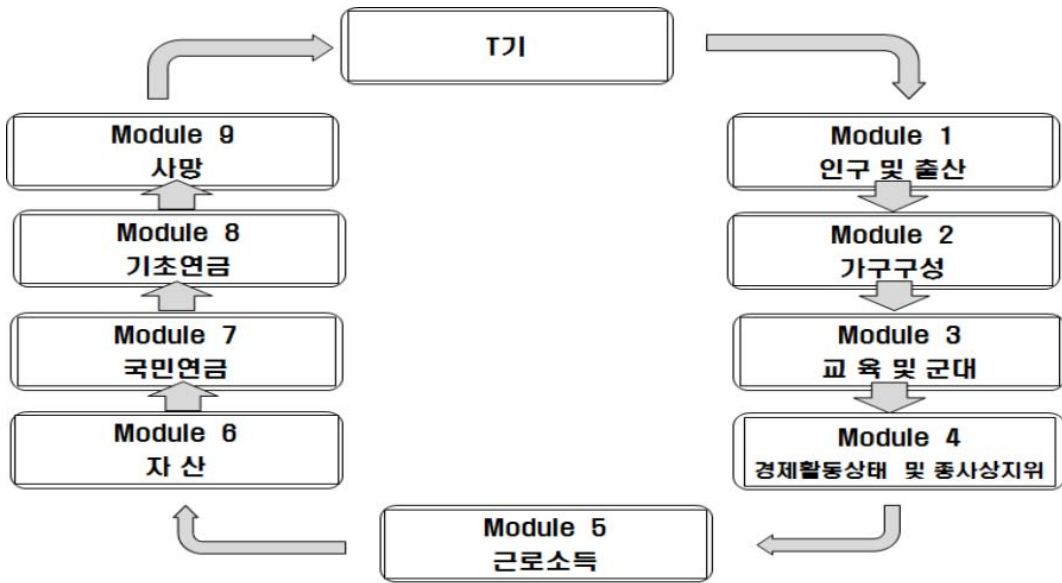 T기
Module 1
인구 및 출산
Module 2
가구구성
Module 3
교 육 및 군대
Module 4
경제활동상태 및 종사상지위
Module 5
근로소득
Module 6
자 산
Module 7
국민연금
Module 8
기초연금
Module 9
사망